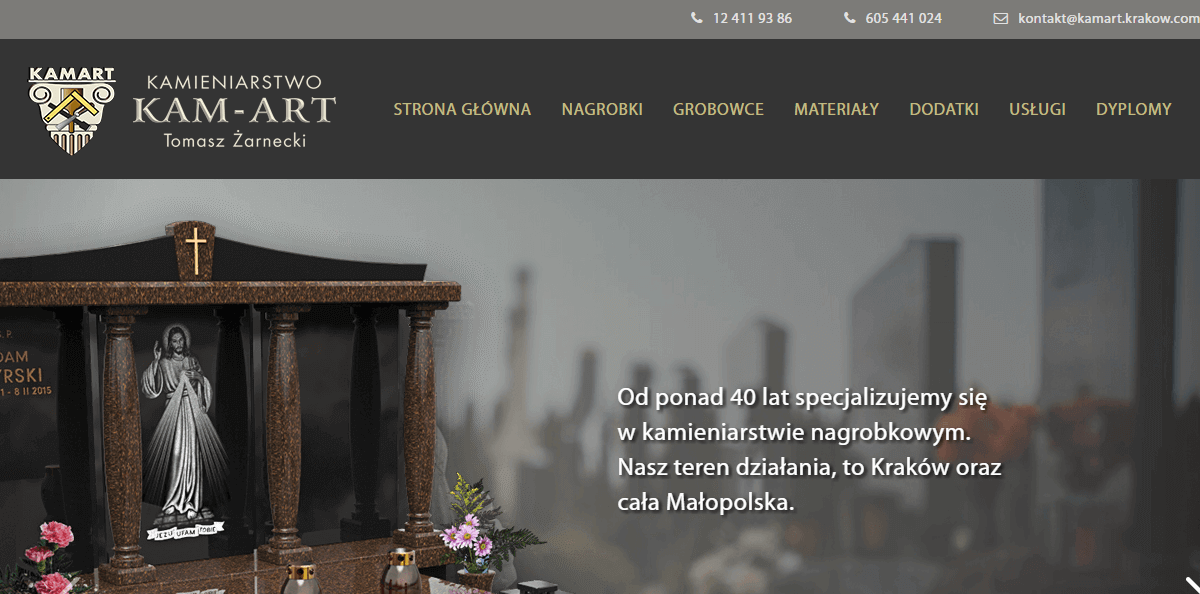 12 411 93 86
605 441 024
kontakt@kamart.krakow.com
KAMART
KAMIENIARSTWO
KAM-ART
Tomasz Żarnecki
STRONA GŁÓWNA
NAGROBKI
GROBOWCE
MATERIAŁY
DODATKI
USŁUGI
DYPLOMY
Ś.P.
DAM
YRSKI
1 - 8 II 2015
JEZU UFAM TOBIE
Od ponad 40 lat specjalizujemy się
w kamieniarstwie nagrobkowym.
Nasz teren działania, to Kraków oraz
cała Małopolska.